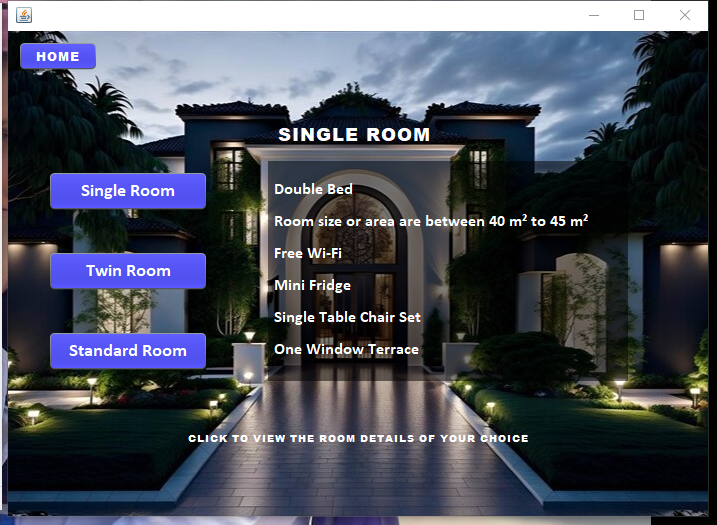 HOME
SINGLE ROOM
Single Room
Twin Room
Standard Room
Double Bed
Room size or area are between 40 m² to 45 m²
Free Wi-Fi
Mini Fridge
Single Table Chair Set
One Window Terrace
CLICK TO VIEW THE ROOM DETAILS OF YOUR CHOICE